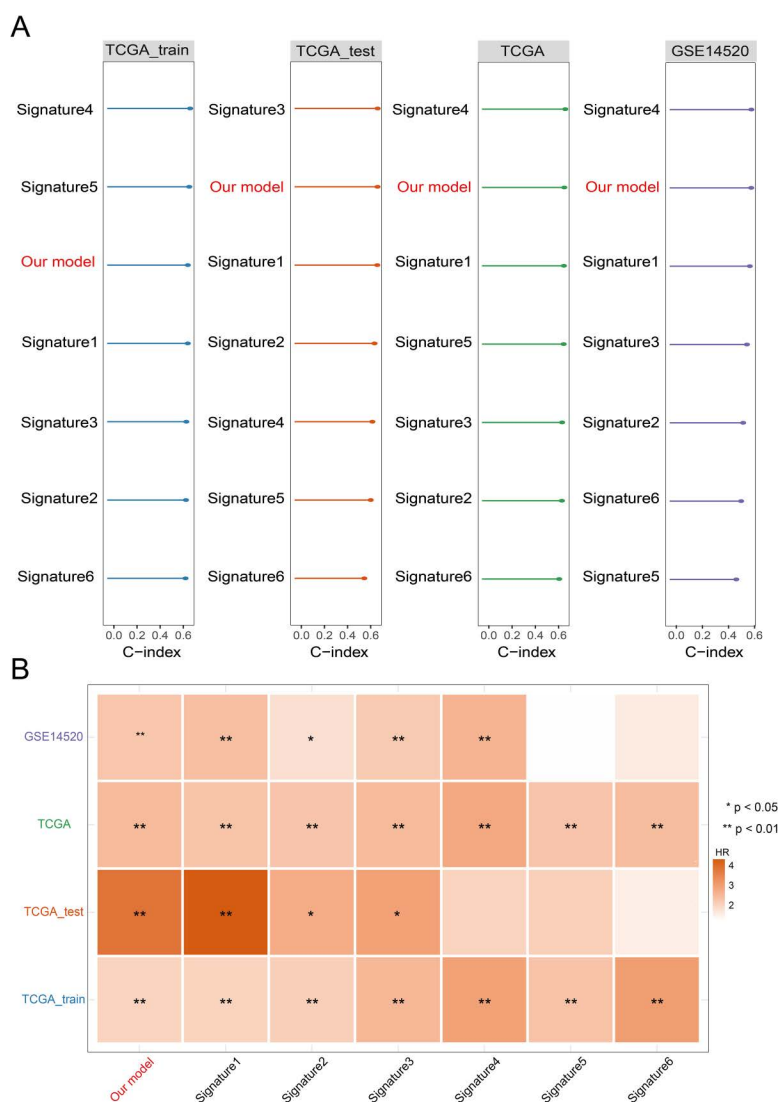 A
TCGA_train
TCGA_test
TCGA
GSE14520
Signature4
Signature3
Signature4
Signature4
Signature5
Our model
Our model
Our model
Our model
Signature1
Signature1
Signature1
Signature1
Signature2
Signature5
Signature3
Signature3
Signature4
Signature3
Signature2
Signature2
Signature5
Signature2
Signature6
Signature6
Signature6
Signature6
Signature5
0.0 0.2 0.4 0.6
0.0 0.2 0.4 0.6
0.0 0.2 0.4 0.6
0.0 0.2 0.4 0.6
C-index
C-index
C-index
C-index
B
GSE14520
** ** * ** **
TCGA
** ** ** ** ** ** **
TCGA_test
** ** * *
TCGA_train
** ** ** ** ** ** **
* p < 0.05
** p < 0.01
HR
4
3
2
Our model
Signature1
Signature2
Signature3
Signature4
Signature5
Signature6